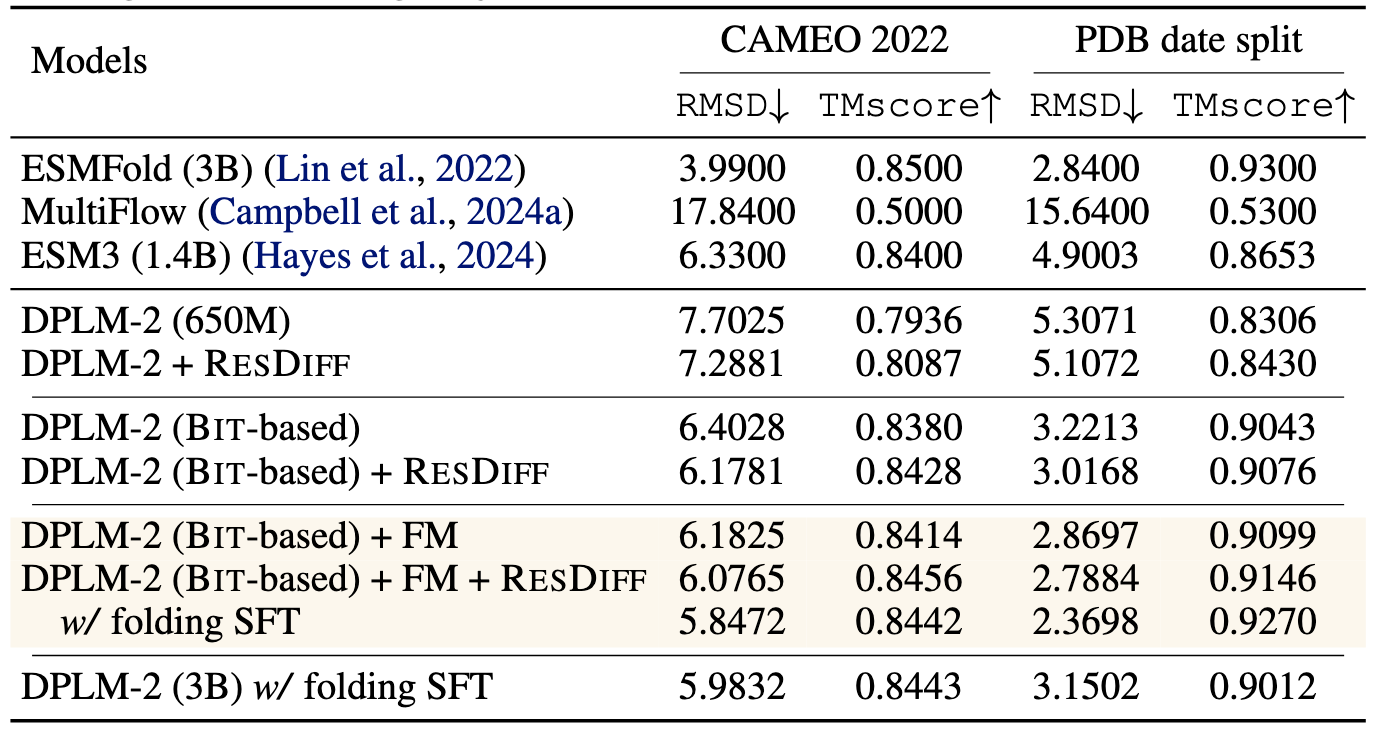 Models CAMEO 2022 PDB date split
RMSD↓ TMscore↑ RMSD↓ TMscore↑
ESMFold (3B) (Lin et al., 2022) 3.9900 0.8500 2.8400 0.9300
MultiFlow (Campbell et al., 2024a) 17.8400 0.5000 15.6400 0.5300
ESM3 (1.4B) (Hayes et al., 2024) 6.3300 0.8400 4.9003 0.8653
DPLM-2 (650M) 7.7025 0.7936 5.3071 0.8306
DPLM-2 + RESDIFF 7.2881 0.8087 5.1072 0.8430
DPLM-2 (BIT-based) 6.4028 0.8380 3.2213 0.9043
DPLM-2 (BIT-based) + RESDIFF 6.1781 0.8428 3.0168 0.9076
DPLM-2 (BIT-based) + FM 6.1825 0.8414 2.8697 0.9099
DPLM-2 (BIT-based) + FM + RESDIFF 6.0765 0.8456 2.7884 0.9146
w/ folding SFT 5.8472 0.8442 2.3698 0.9270
DPLM-2 (3B) w/ folding SFT 5.9832 0.8443 3.1502 0.9012